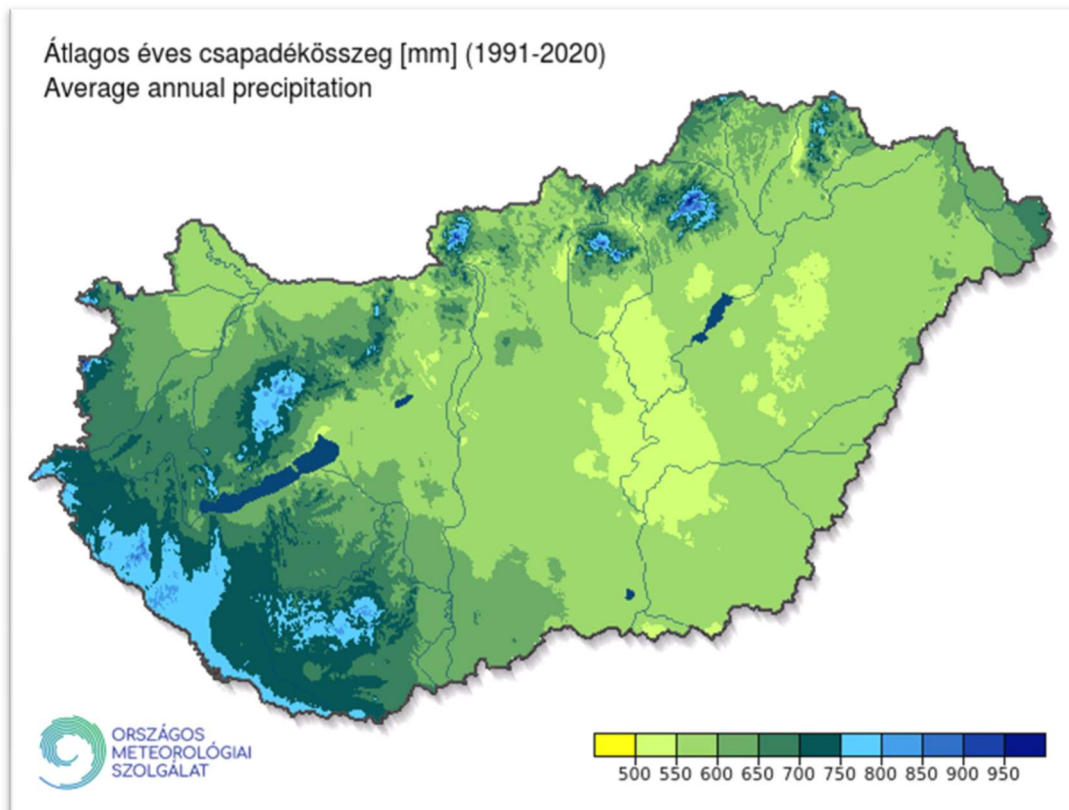 Átlagos éves csapadékösszeg [mm] (1991-2020)
Average annual precipitation
ORSZÁGOS
METEOROLÓGIAI
SZOLGÁLAT
500 550 600 650 700 750 800 850 900 950